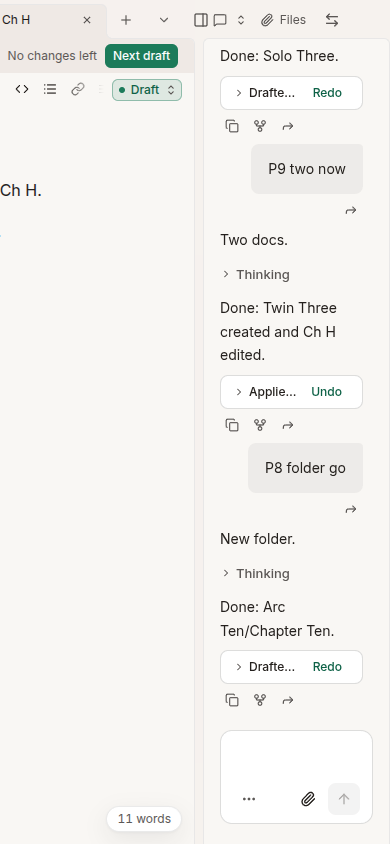 Ch H
Files
No changes left
Next draft
Draft
Ch H.
11 words
Done: Solo Three.
Drafte...
Redo
P9 two now
Two docs.
Thinking
Done: Twin Three
created and Ch H
edited.
Applie...
Undo
P8 folder go
New folder.
Thinking
Done: Arc
Ten/Chapter Ten.
Drafte...
Redo